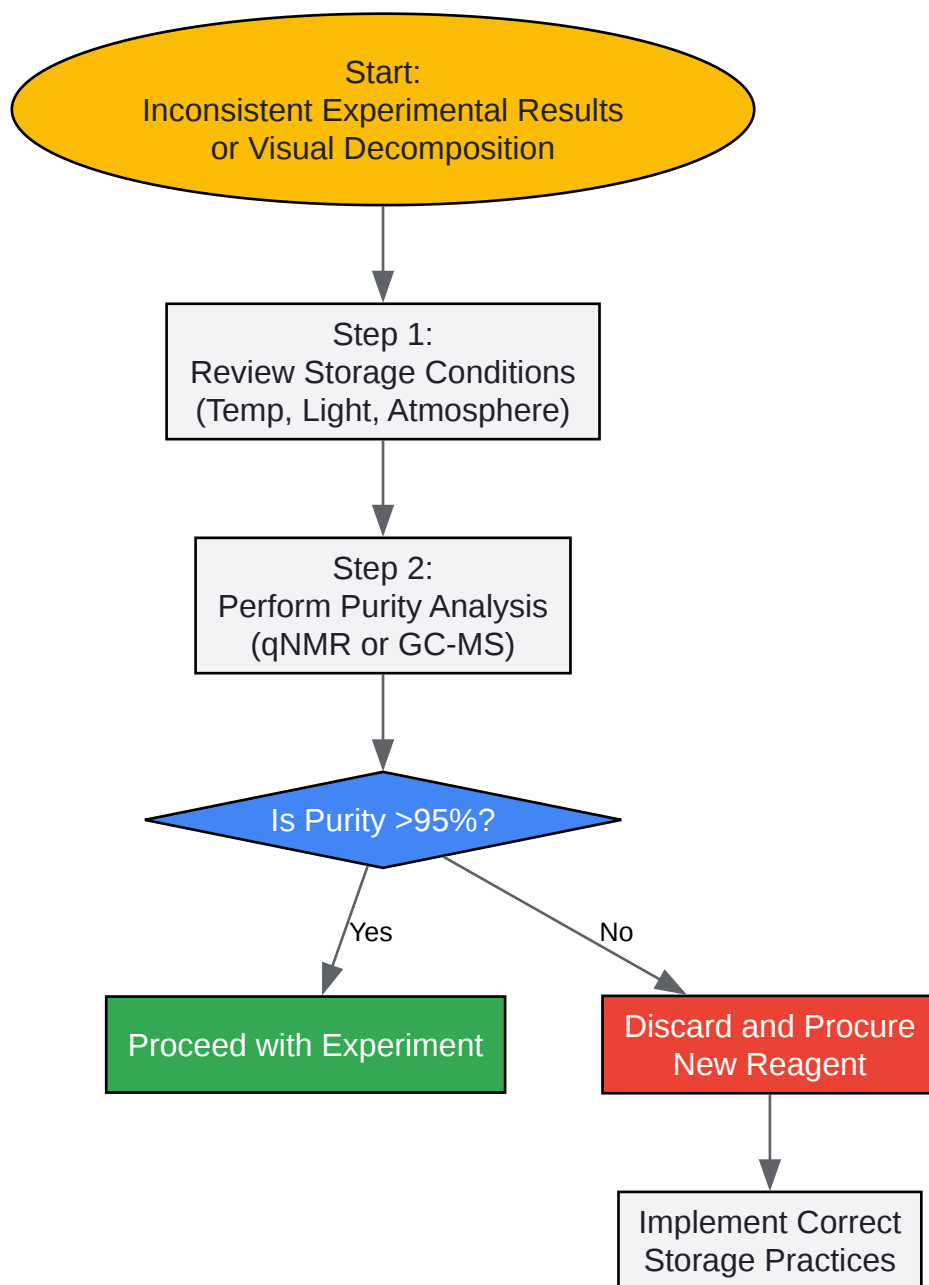 Start:
Inconsistent Experimental Results
or Visual Decomposition
Step 1:
Review Storage Conditions
(Temp, Light, Atmosphere)
Step 2:
Perform Purity Analysis
(qNMR or GC-MS)
Is Purity >95%?
Yes
No
Proceed with Experiment
Discard and Procure
New Reagent
Implement Correct
Storage Practices